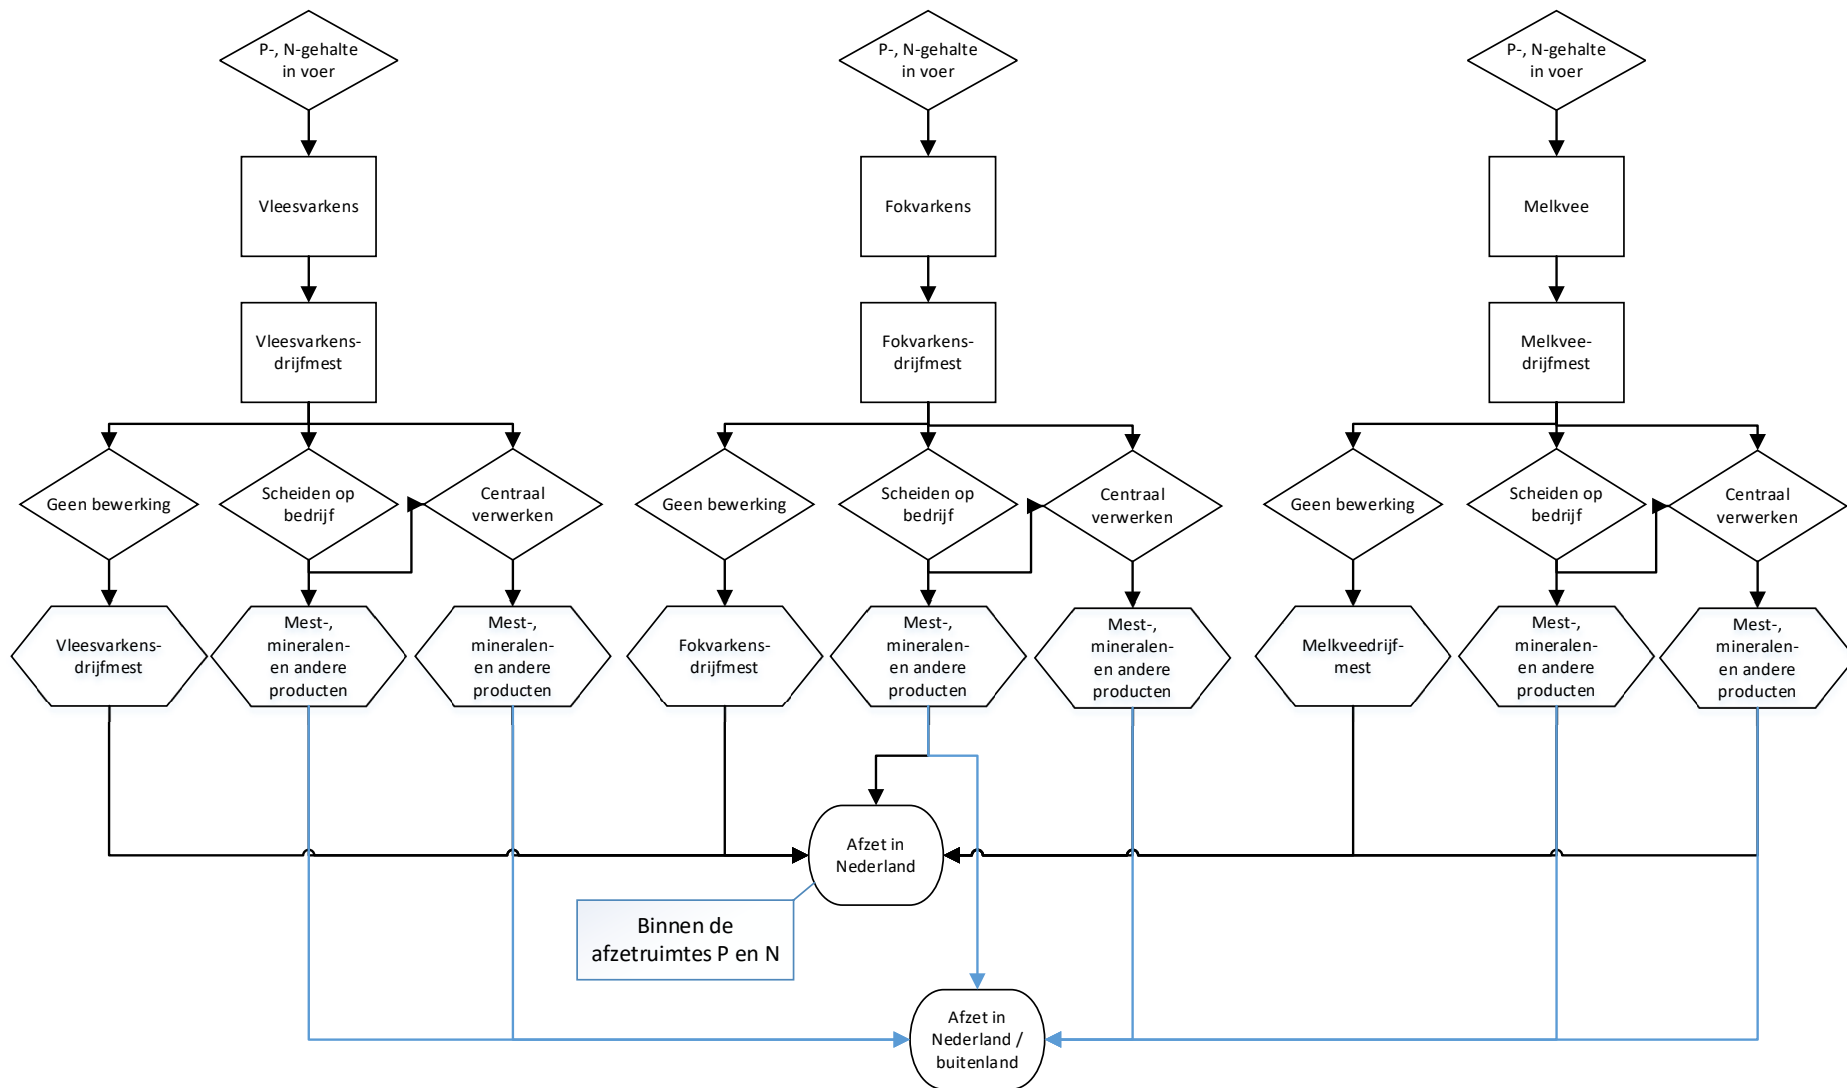 P-, N-gehalte
in voer
P-, N-gehalte
in voer
P-, N-gehalte
in voer
Vleesvarkens
Fokvarkens
Melkvee
Vleesvarkens-
drijfmest
Fokvarkens-
drijfmest
Melkvee-
drijfmest
Geen bewerking
Scheiden op
bedrijf
Centraal
verwerken
Geen bewerking
Scheiden op
bedrijf
Centraal
verwerken
Geen bewerking
Scheiden op
bedrijf
Centraal
verwerken
Vleesvarkens-
drijfmest
Mest-,
mineralen-
en andere
producten
Mest-,
mineralen-
en andere
producten
Fokvarkens-
drijfmest
Mest-,
mineralen-
en andere
producten
Mest-,
mineralen-
en andere
producten
Melkveedrijf-
mest
Mest-,
mineralen-
en andere
producten
Mest-,
mineralen-
en andere
producten
Afzet in
Nederland
Binnen de
afzetruimtes P en N
Afzet in
Nederland /
buitenland